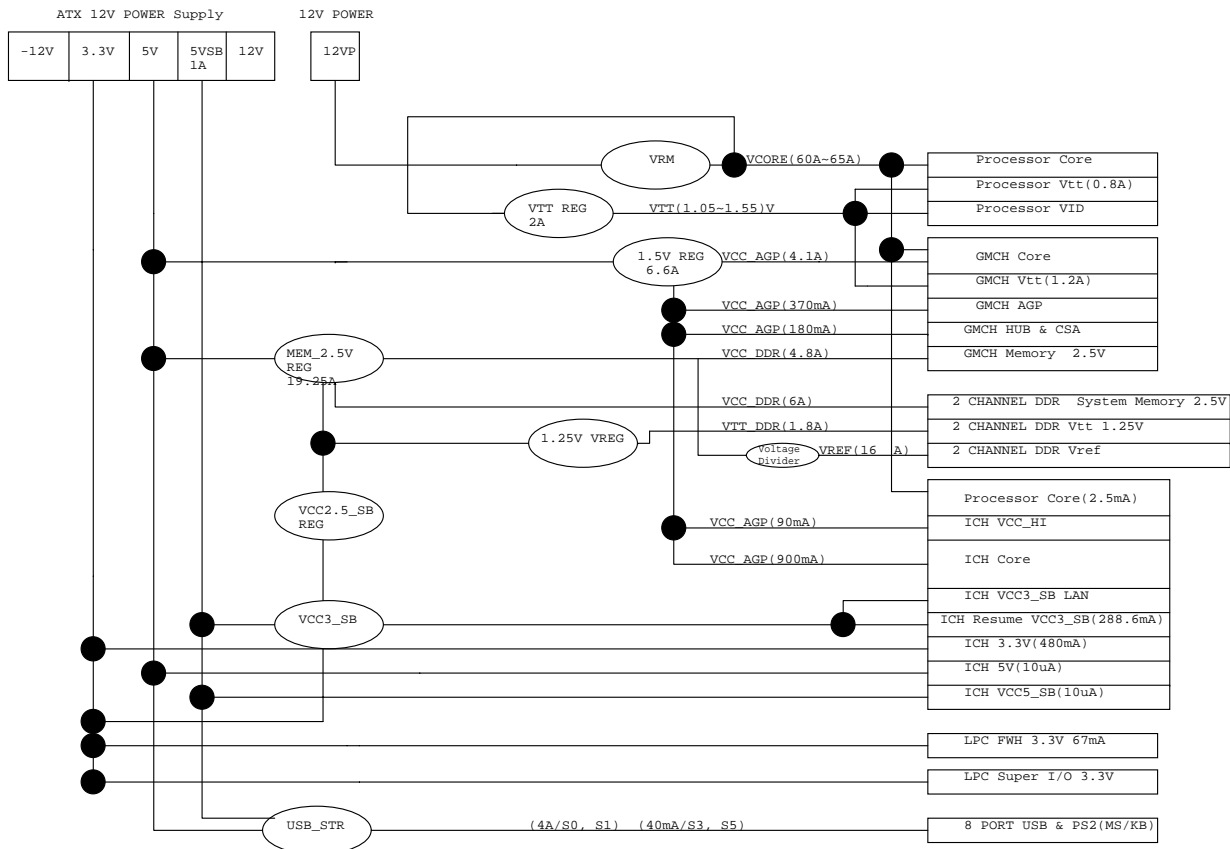 ATX 12V POWER Supply
12V POWER
-12V
3.3V
5V
5VSB
1A
12V
12VP
VRM
VCORE(60A~65A)
Processor Core
Processor Vtt(0.8A)
VTT REG
2A
VTT(1.05~1.55)V
Processor VID
1.5V REG
6.6A
VCC_AGP(4.1A)
GMCH Core
GMCH Vtt(1.2A)
VCC_AGP(370mA)
GMCH AGP
VCC_AGP(180mA)
GMCH HUB & CSA
MEM_2.5V
REG
19.25A
VCC_DDR(4.8A)
GMCH Memory 2.5V
VCC_DDR(6A)
2 CHANNEL DDR System Memory 2.5V
1.25V VREG
VTT_DDR(1.8A)
2 CHANNEL DDR Vtt 1.25V
Voltage
Divider
VREF(16 A)
2 CHANNEL DDR Vref
VCC2.5_SB
REG
Processor Core(2.5mA)
VCC_AGP(90mA)
ICH VCC_HI
VCC_AGP(900mA)
ICH Core
ICH VCC3_SB LAN
VCC3_SB
ICH Resume VCC3_SB(288.6mA)
ICH 3.3V(480mA)
ICH 5V(10uA)
ICH VCC5_SB(10uA)
LPC FWH 3.3V 67mA
LPC Super I/O 3.3V
USB_STR
(4A/S0, S1) (40mA/S3, S5)
8 PORT USB & PS2(MS/KB)